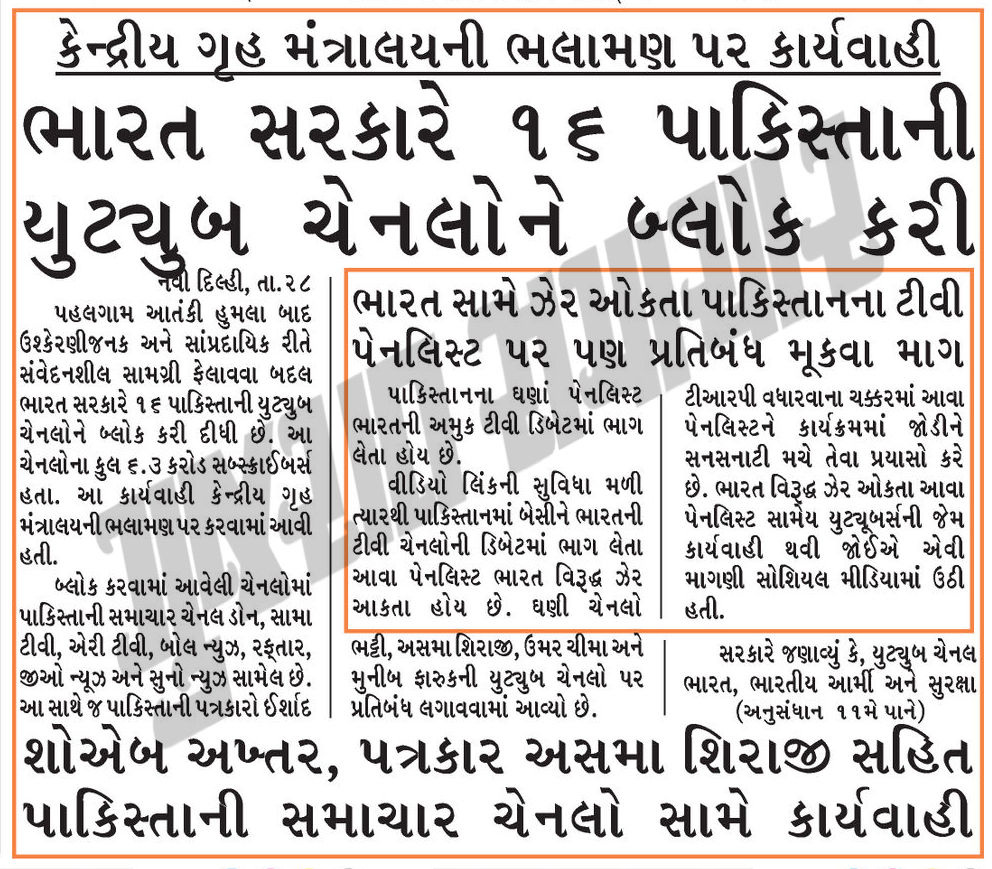 કેન્દ્રીય ગૃહ મંત્રાલયની ભલામણ પર કાર્યવાહી
ભારત સરકારે ૧૬ પાકિસ્તાની
યુટ્યુબ ચેનલોને બ્લોક કરી
નવી દિલ્હી, તા.૨૮
પહલગામ આતંકી હુમલા બાદ
ઉશ્કેરણીજનક અને સાંપ્રદાયિક રીતે
સંવેદનશીલ સામગ્રી ફેલાવવા બદલ
ભારત સરકારે ૧૬ પાકિસ્તાની યુટ્યુબ
ચેનલોને બ્લોક કરી દીધી છે. આ
ચેનલોના કુલ ૬.૩ કરોડ સબ્સ્ક્રાઈબર્સ
હતા. આ કાર્યવાહી કેન્દ્રીય ગૃહ
મંત્રાલયની ભલામણ પર કરવામાં આવી
હતી.
બ્લોક કરવામાં આવેલી ચેનલોમાં
પાકિસ્તાની સમાચાર ચેનલ ડોન, સામા
ટીવી, એરી ટીવી, બોલ ન્યુઝ, રફ્તાર,
જીઓ ન્યૂઝ અને સુનો ન્યુઝ સામેલ છે.
આ સાથે જ પાકિસ્તાની પત્રકારો ઈર્શાદ
ભટ્ટી, અસમા શિરાજી, ઉમર ચીમા અને
મુનીબ ફારુકની યુટ્યુબ ચેનલો પર
પ્રતિબંધ લગાવવામાં આવ્યો છે.
સરકારે જણાવ્યું કે, યુટ્યુબ ચેનલ
ભારત, ભારતીય આર્મી અને સુરક્ષા
(અનુસંધાન ૧૧મે પાને)
ભારત સામે ઝેર ઓકતા પાકિસ્તાનના ટીવી
પેનલિસ્ટ પર પણ પ્રતિબંધ મૂકવા માગ
પાકિસ્તાનના ઘણાં પેનલિસ્ટ
ભારતની અમુક ટીવી ડિબેટમાં ભાગ
લેતા હોય છે.
વીડિયો લિંકની સુવિધા મળી
ત્યારથી પાકિસ્તાનમાં બેસીને ભારતની
ટીવી ચેનલોની ડિબેટમાં ભાગ લેતા
આવા પેનલિસ્ટ ભારત વિરૂદ્ધ ઝેર
આકતા હોય છે. ઘણી ચેનલો
ટીઆરપી વધારવાના ચક્કરમાં આવા
પેનલિસ્ટને કાર્યક્રમમાં જોડીને
સનસનાટી મચે તેવા પ્રયાસો કરે
છે. ભારત વિરૂદ્ધ ઝેર ઓકતા આવા
પેનલિસ્ટ સામેય યુટ્યુબર્સની જેમ
કાર્યવાહી થવી જોઈએ એવી
માગણી સોશિયલ મીડિયામાં ઉઠી
હતી.
શોએબ અખ્તર, પત્રકાર અસમા શિરાજી સહિત
પાકિસ્તાની સમાચાર ચેનલો સામે કાર્યવાહી
ગુજરાત સમાચાર